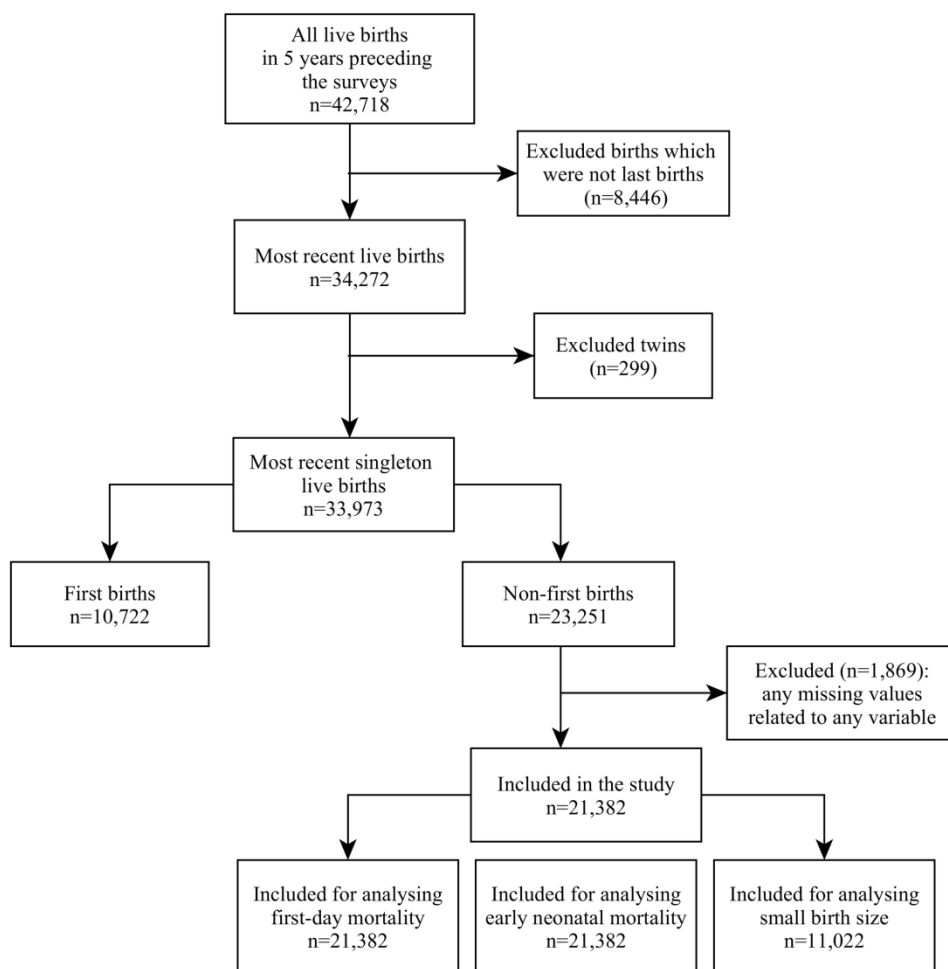 All live births
in 5 years preceding
the surveys
n=42,718
Excluded births which
were not last births
(n=8,446)
Most recent live births
n=34,272
Excluded twins
(n=299)
Most recent singleton
live births
n=33,973
First births
n=10,722
Non-first births
n=23,251
Excluded (n=1,869):
any missing values
related to any variable
Included in the study
n=21,382
Included for analysing
first-day mortality
n=21,382
Included for analysing
early neonatal mortality
n=21,382
Included for analysing
small birth size
n=11,022